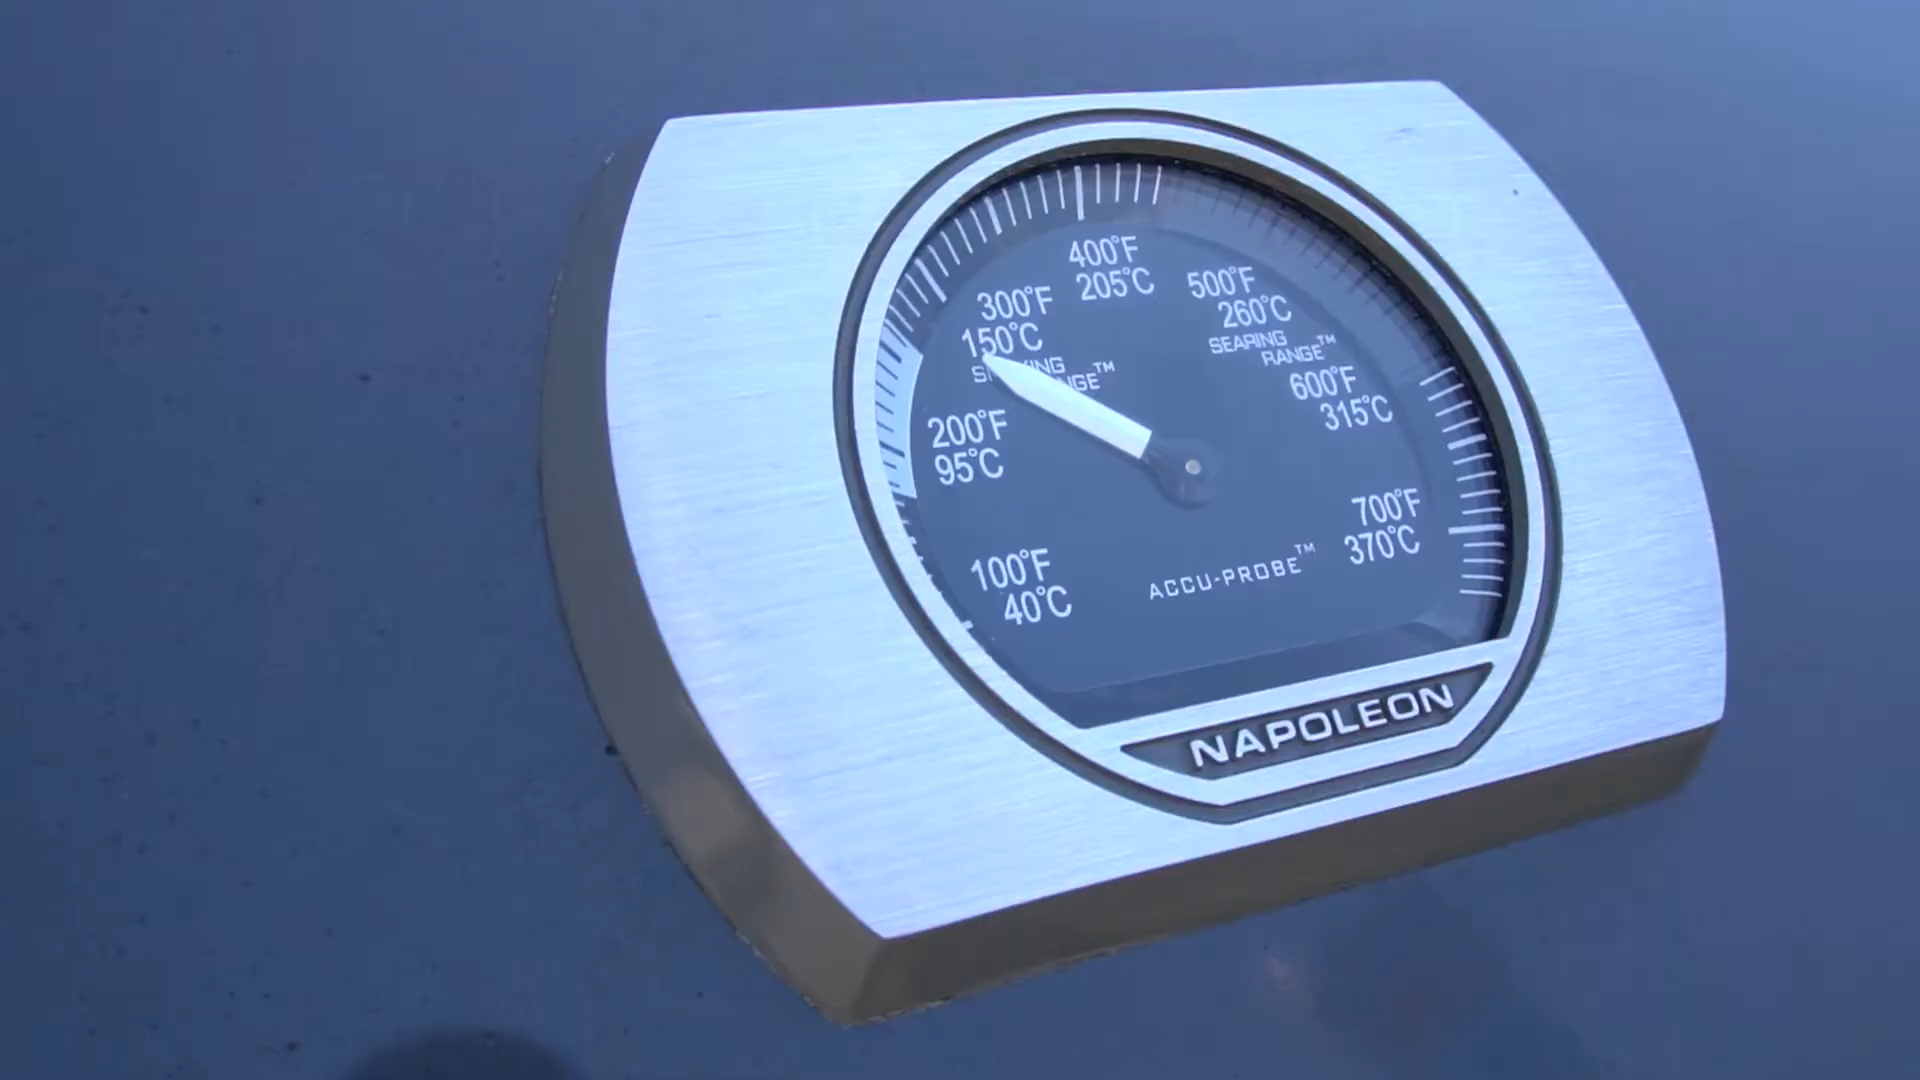 400°F
205°C
300°F
150°C
500°F
260°C
SEARING
RANGE™
600°F
315°C
200°F
95°C
700°F
370°C
100°F
40°C
ACCU-PROBE™
NAPOLEON